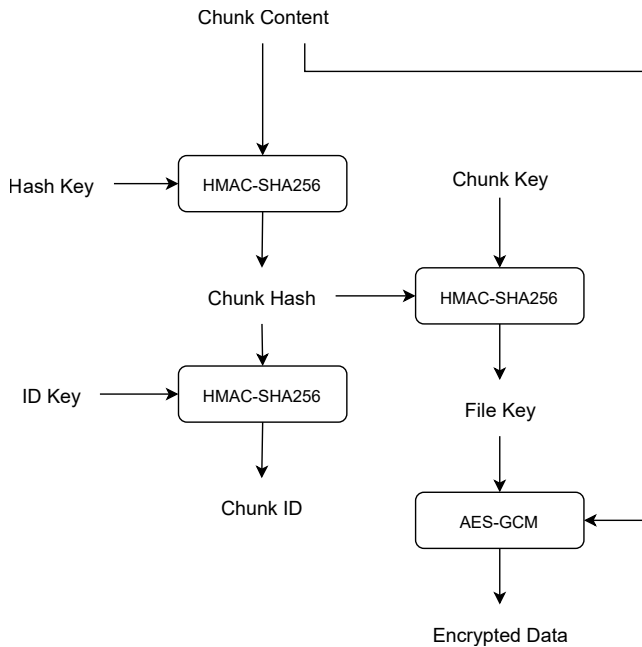 Chunk Content
Hash Key
HMAC-SHA256
Chunk Key
Chunk Hash
HMAC-SHA256
ID Key
HMAC-SHA256
File Key
Chunk ID
AES-GCM
Encrypted Data